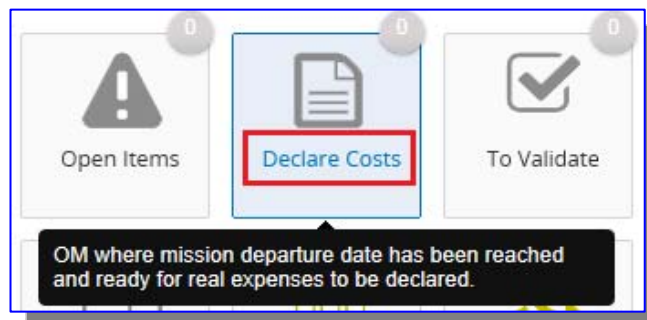 0 0 0
Open Items Declare Costs To Validate
OM where mission departure date has been reached
and ready for real expenses to be declared.